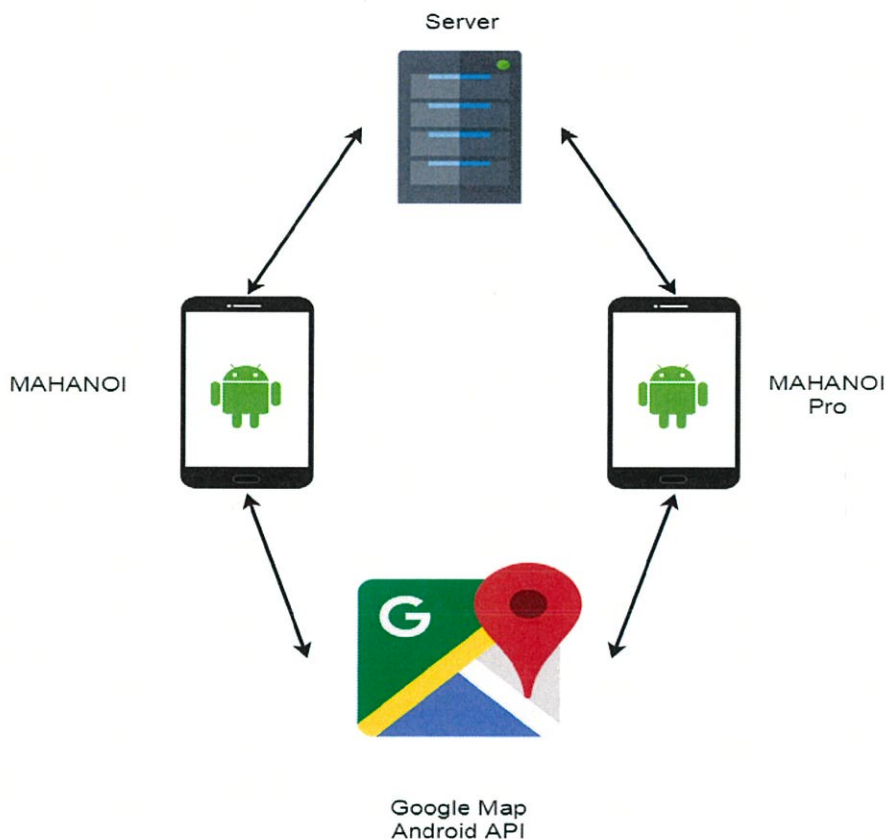 Server
MAHANOI
MAHANOI
Pro
G
Google Map
Android API